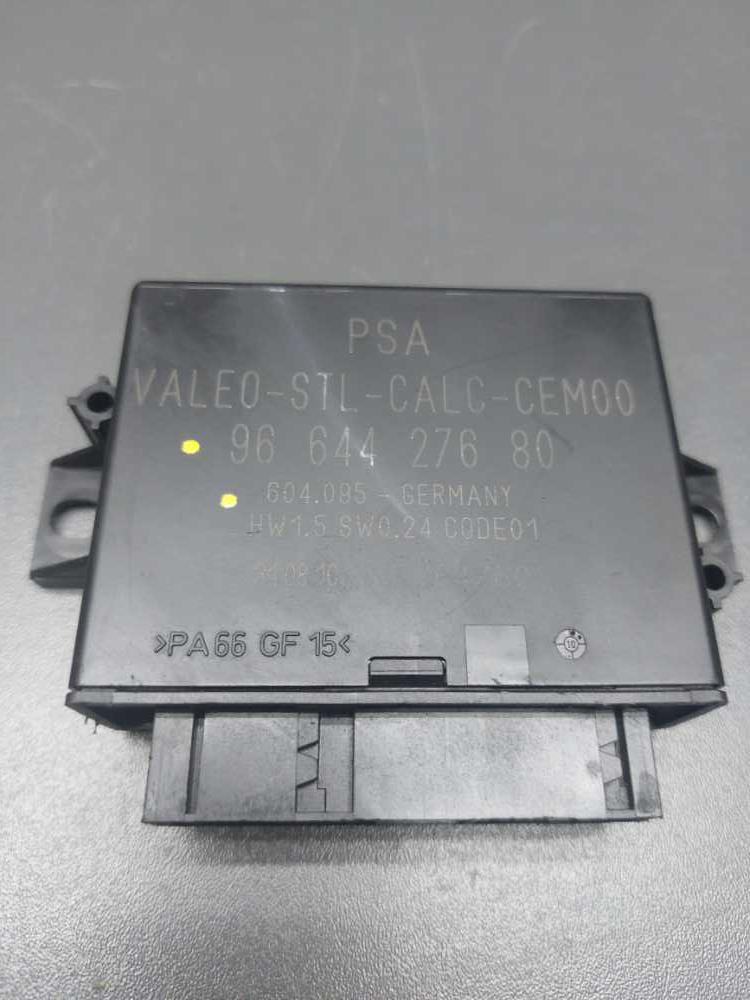 PSA
VALEO-STL-CALC-CEM00
96 644 276 80
604.095 - GERMANY
HW1.5 SW0.24 CODE01
>PA66 GF 15<
10